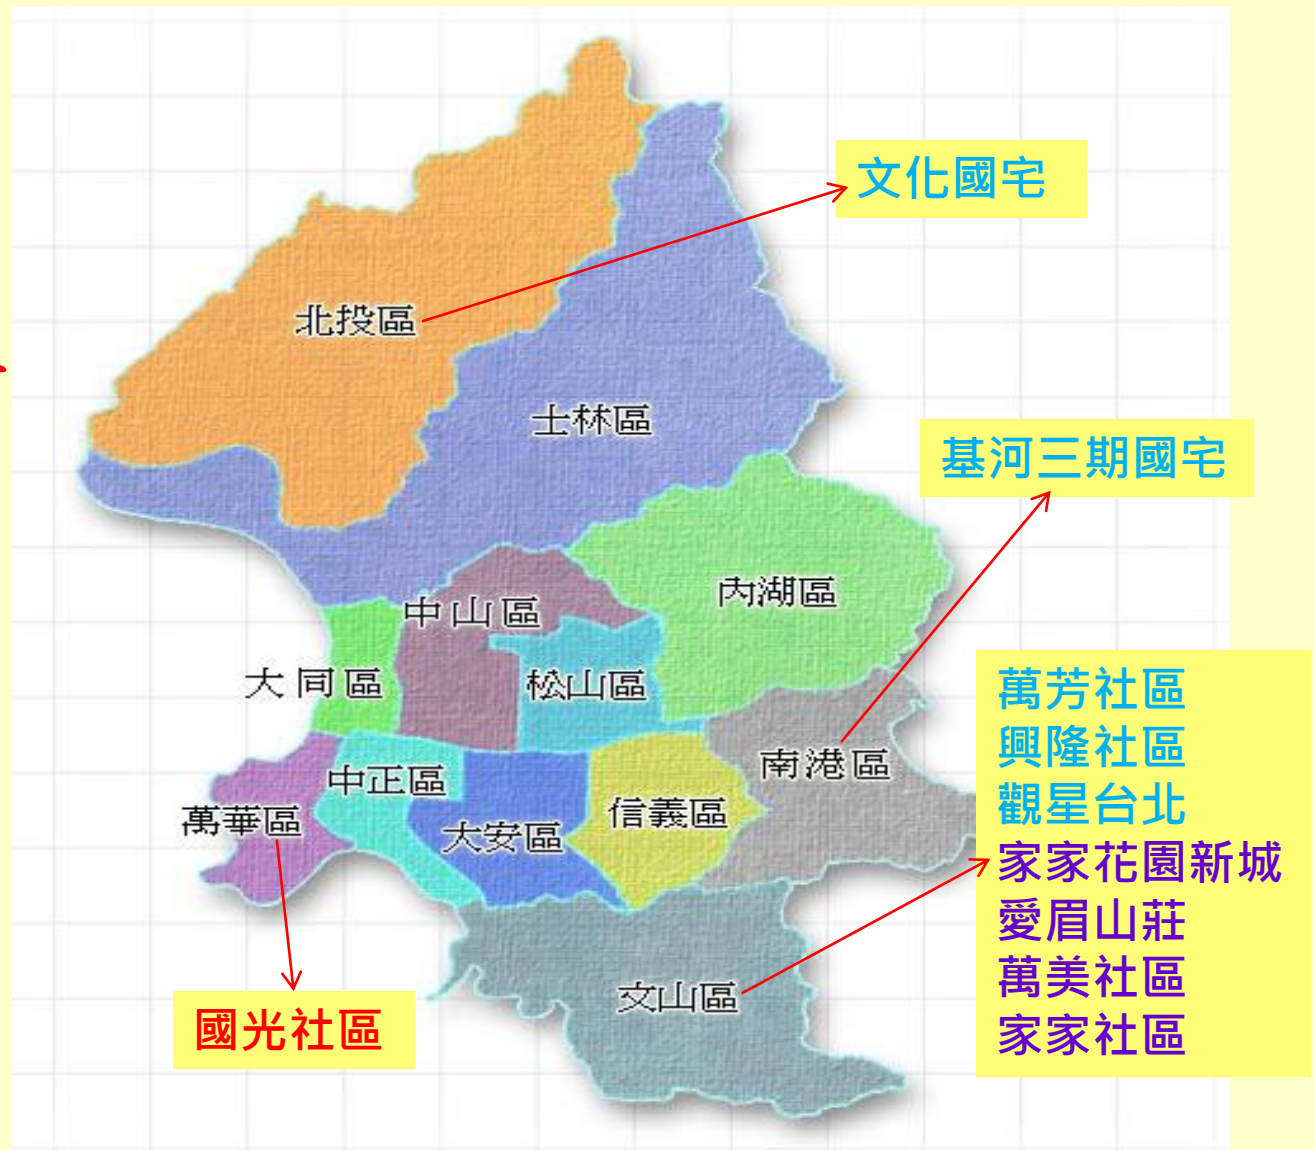 文化國宅
北投區
士林區
基河三期國宅
內湖區
中山區
大同區
松山區
萬芳社區
興隆社區
觀星台北
家家花園新城
愛眉山莊
萬美社區
家家社區
南港區
中正區
萬華區
大安區
信義區
文山區
國光社區